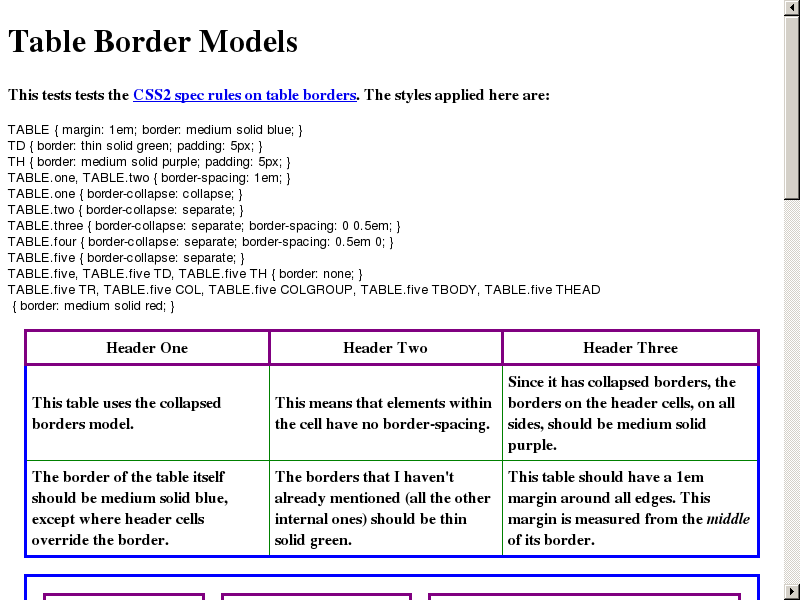 Table Border Models
This tests tests the CSS2 spec rules on table borders. The styles applied here are:
TABLE { margin: 1em; border: medium solid blue; }
TD { border: thin solid green; padding: 5px; }
TH { border: medium solid purple; padding: 5px; }
TABLE.one, TABLE.two { border-spacing: 1em; }
TABLE.one { border-collapse: collapse; }
TABLE.two { border-collapse: separate; }
TABLE.three { border-collapse: separate; border-spacing: 0 0.5em; }
TABLE.four { border-collapse: separate; border-spacing: 0.5em 0; }
TABLE.five { border-collapse: separate; }
TABLE.five, TABLE.five TD, TABLE.five TH { border: none; }
TABLE.five TR, TABLE.five COL, TABLE.five COLGROUP, TABLE.five TBODY, TABLE.five THEAD
{ border: medium solid red; }
Header One
Header Two
Header Three
This table uses the collapsed
borders model.
This means that elements within
the cell have no border-spacing.
Since it has collapsed borders, the
borders on the header cells, on all
sides, should be medium solid
purple.
The border of the table itself
should be medium solid blue,
except where header cells
override the border.
The borders that I haven't
already mentioned (all the other
internal ones) should be thin
solid green.
This table should have a 1em
margin around all edges. This
margin is measured from the middle
of its border.